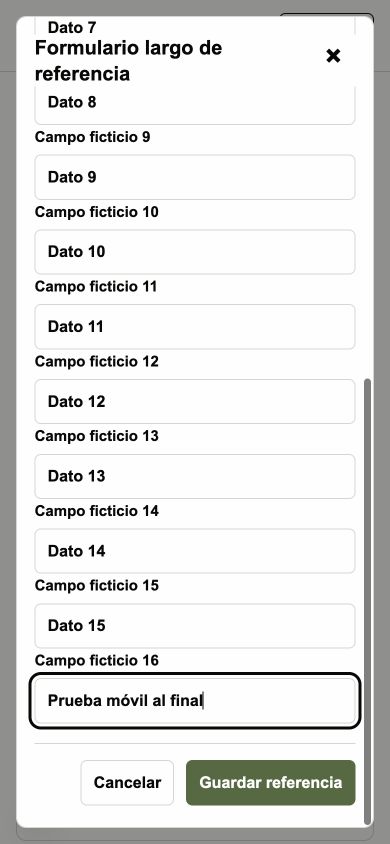 Dato 7
Formulario largo de
referencia
Dato 8
Campo ficticio 9
Dato 9
Campo ficticio 10
Dato 10
Campo ficticio 11
Dato 11
Campo ficticio 12
Dato 12
Campo ficticio 13
Dato 13
Campo ficticio 14
Dato 14
Campo ficticio 15
Dato 15
Campo ficticio 16
Prueba móvil al final
Cancelar Guardar referencia